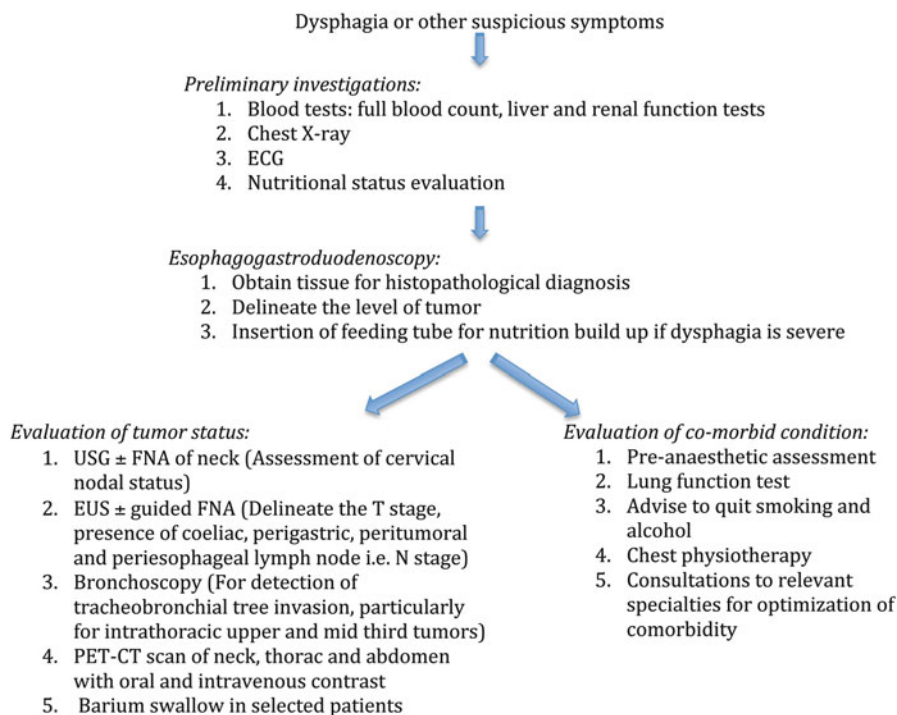 Dysphagia or other suspicious symptoms
Preliminary investigations:
1. Blood tests: full blood count, liver and renal function tests
2. Chest X-ray
3. ECG
4. Nutritional status evaluation
Esophagogastroduodenoscopy:
1. Obtain tissue for histopathological diagnosis
2. Delineate the level of tumor
3. Insertion of feeding tube for nutrition build up if dysphagia is severe
Evaluation of tumor status:
1. USG ± FNA of neck (Assessment of cervical
nodal status)
2. EUS ± guided FNA (Delineate the T stage,
presence of coeliac, perigastric, peritumoral
and periesophageal lymph node i.e. N stage)
3. Bronchoscopy (For detection of
tracheobronchial tree invasion, particularly
for intrathoracic upper and mid third tumors)
4. PET-CT scan of neck, thorac and abdomen
with oral and intravenous contrast
5. Barium swallow in selected patients
Evaluation of co-morbid condition:
1. Pre-anaesthetic assessment
2. Lung function test
3. Advise to quit smoking and
alcohol
4. Chest physiotherapy
5. Consultations to relevant
specialties for optimization of
comorbidity